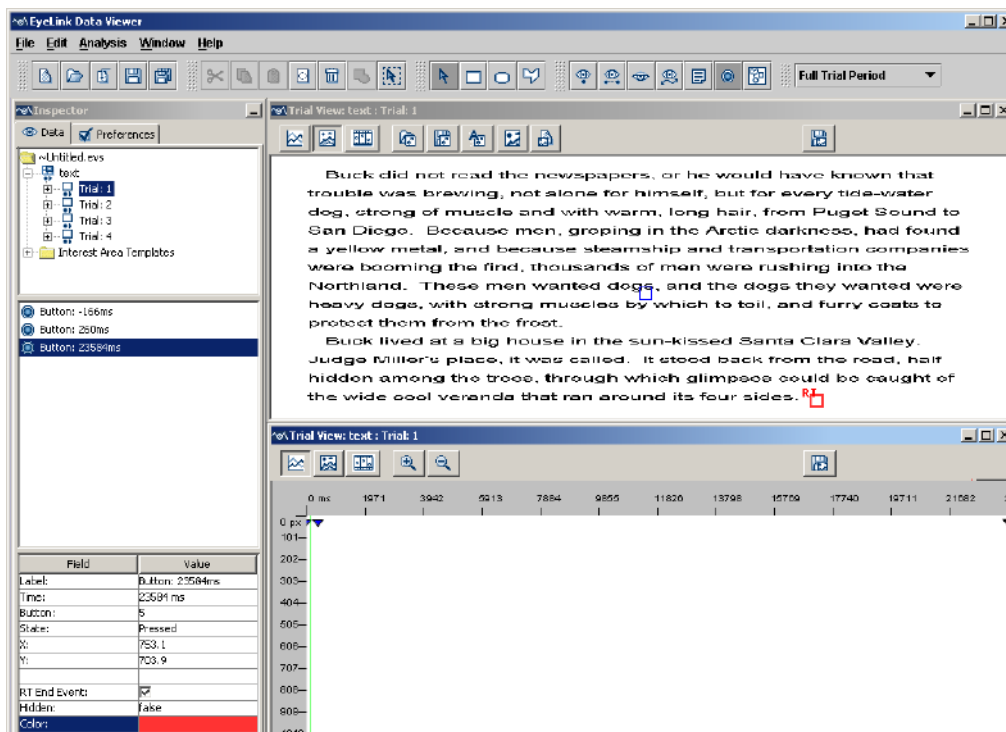 EyeLink Data Viewer
File Edit Analysis Window Help
Full Trial Period
Inspector
Data Preferences
~Untitled.evs
text
Trial: 1
Trial: 2
Trial: 3
Trial: 4
Interest Area Templates
Button: -166ms
Button: 260ms
Button: 23584ms
Field Value
Label: Button: 23584ms
Time: 23584 ms
Button: 5
State: Pressed
X: 753.1
Y: 703.9
RT End Event:
Hidden: false
Color:
Trial View: text : Trial: 1
Buck did not read the newspapers, or he would have known that
trouble was brewing, not alone for himself, but for every tide-water
dog, strong of muscle and with warm, long hair, from Puget Sound to
San Diego. Because men, groping in the Arctic darkness, had found
a yellow metal, and because steamship and transportation companies
were booming the find, thousands of men were rushing into the
Northland. These men wanted dogs, and the dogs they wanted were
heavy dogs, with strong muscles by which to toil, and furry coats to
protect them from the frost.
Buck lived at a big house in the sun-kissed Santa Clara Valley.
Judge Miller's place, it was called. It stood back from the road, half
hidden among the trees, through which glimpses could be caught of
the wide cool veranda that ran around its four sides. RT
Trial View: text : Trial: 1
0 ms 1971 3942 5913 7884 9855 11826 13798 15769 17740 19711 21682
0 px
101
202
303
404
505
606
707
808
909